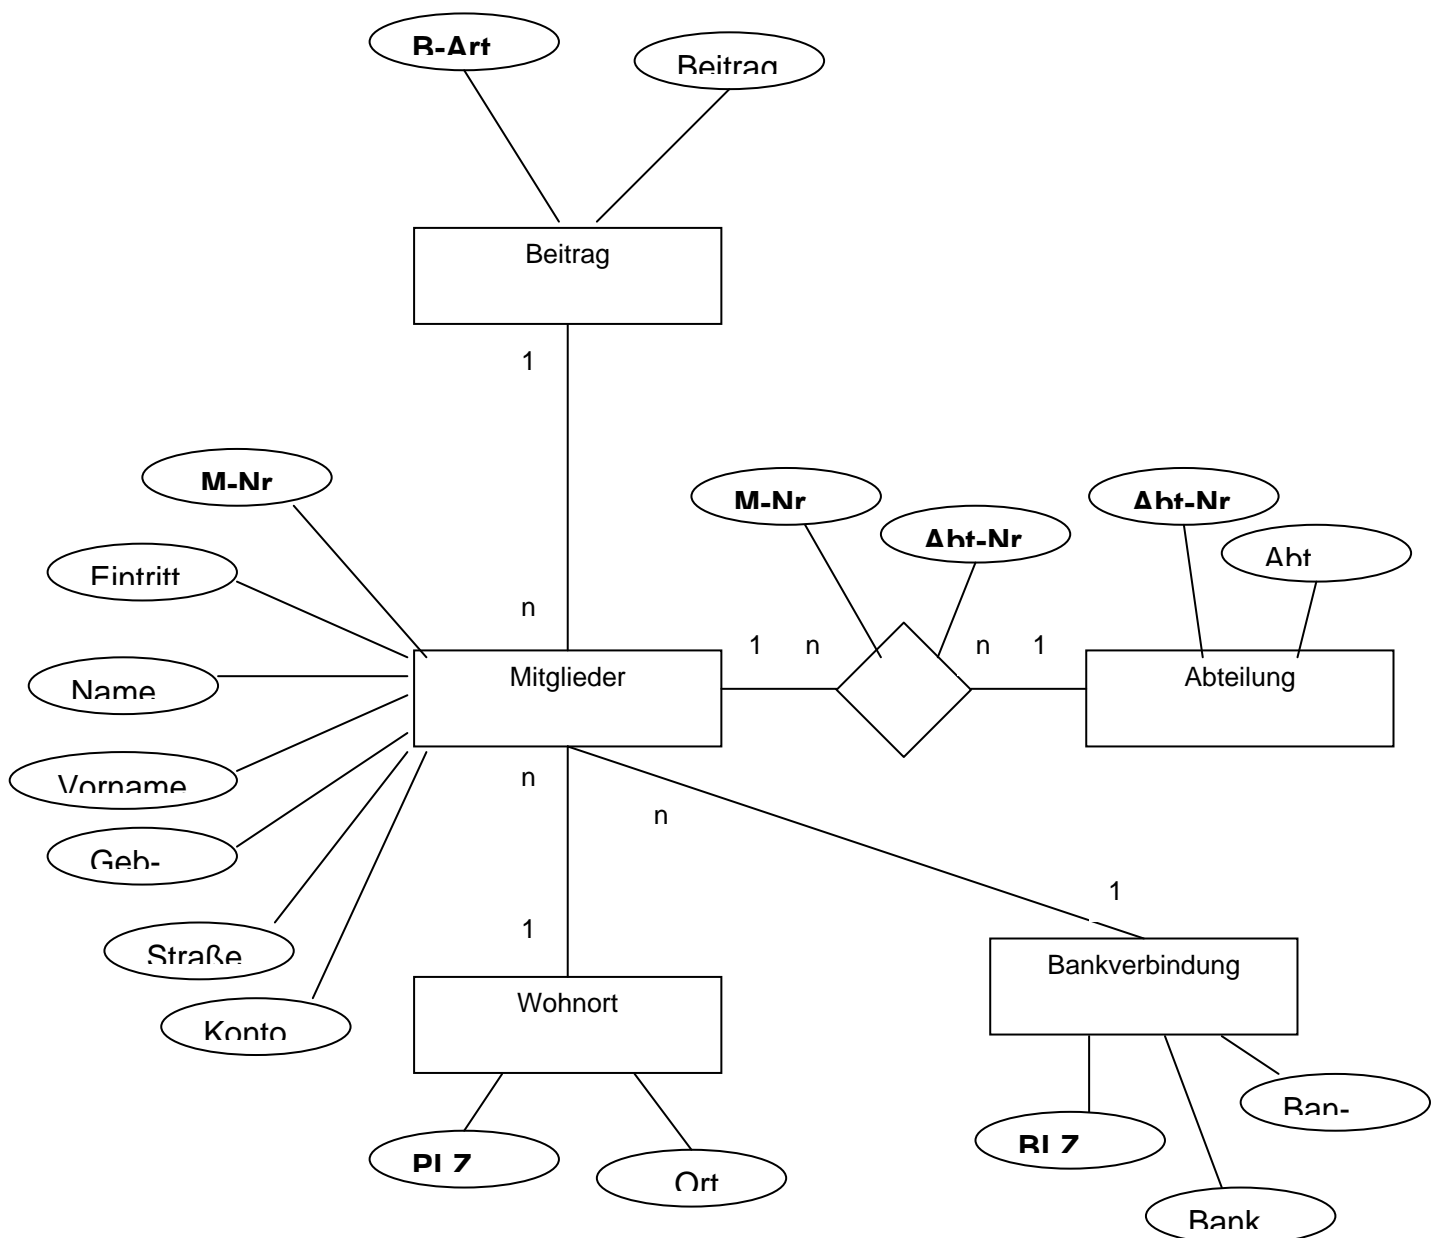 B-Art
Beitrag
Beitrag
1
n
M-Nr
Eintritt
Name
Vorname
Geb-
Straße
Konto
Mitglieder
1 n
n 1
M-Nr
Abt-Nr
Abt-Nr
Abt
Abteilung
n
n
1
1
Wohnort
PLZ
Ort
Bankverbindung
BLZ
Bank
Ban-